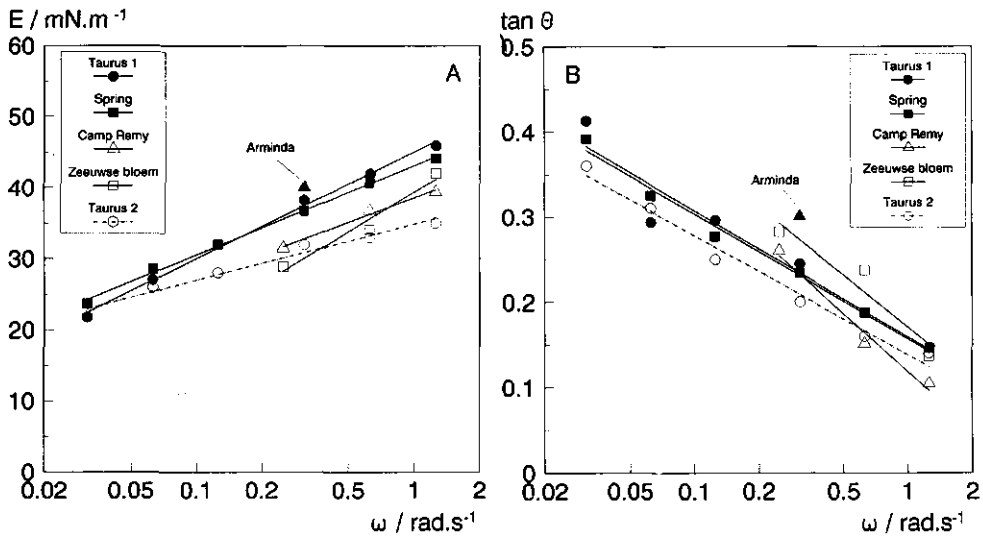 E / mN.m⁻¹
60
50
40
30
20
10
0
Taurus 1
Spring
Camp Remy
Zeeuwse bloem
Taurus 2
A
Arminda
0.02 0.05 0.1 0.2 0.5 1 2
ω / rad.s⁻¹
tan θ
0.5
0.4
0.3
0.2
0.1
0
B
Taurus 1
Spring
Camp Remy
Zeeuwse bloem
Taurus 2
Arminda
0.02 0.05 0.1 0.2 0.5 1 2
ω / rad.s⁻¹